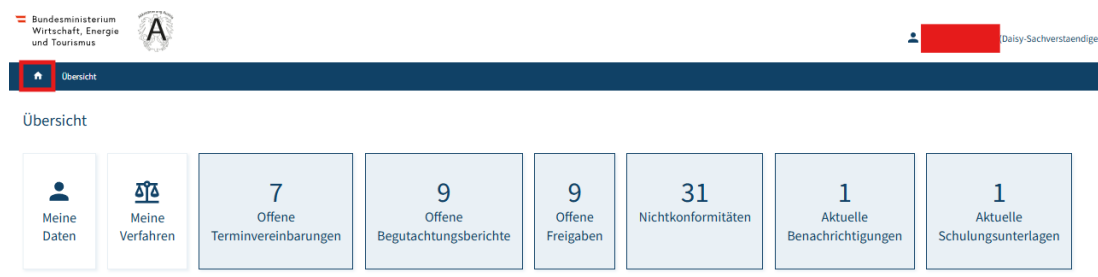 Bundesministerium
Wirtschaft, Energie
und Tourismus
A
(Daisy-Sachverstaendige
Übersicht
Übersicht
Meine
Daten
Meine
Verfahren
7
Offene
Terminvereinbarungen
9
Offene
Begutachtungsberichte
9
Offene
Freigaben
31
Nichtkonformitäten
1
Aktuelle
Benachrichtigungen
1
Aktuelle
Schulungsunterlagen